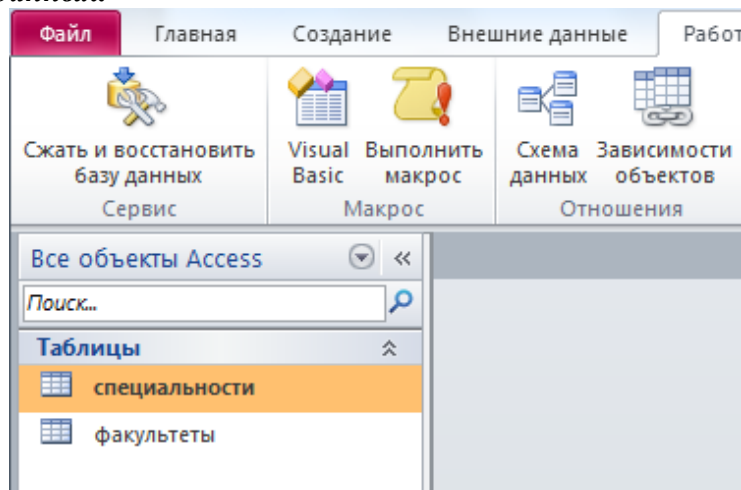 Файл Главная Создание Внешние данные Работ
Сжать и восстановить базу данных
Visual Basic
Выполнить макрос
Схема данных
Зависимости объектов
Сервис Макрос Отношения
Все объекты Access
Поиск...
Таблицы
специальности
факультеты